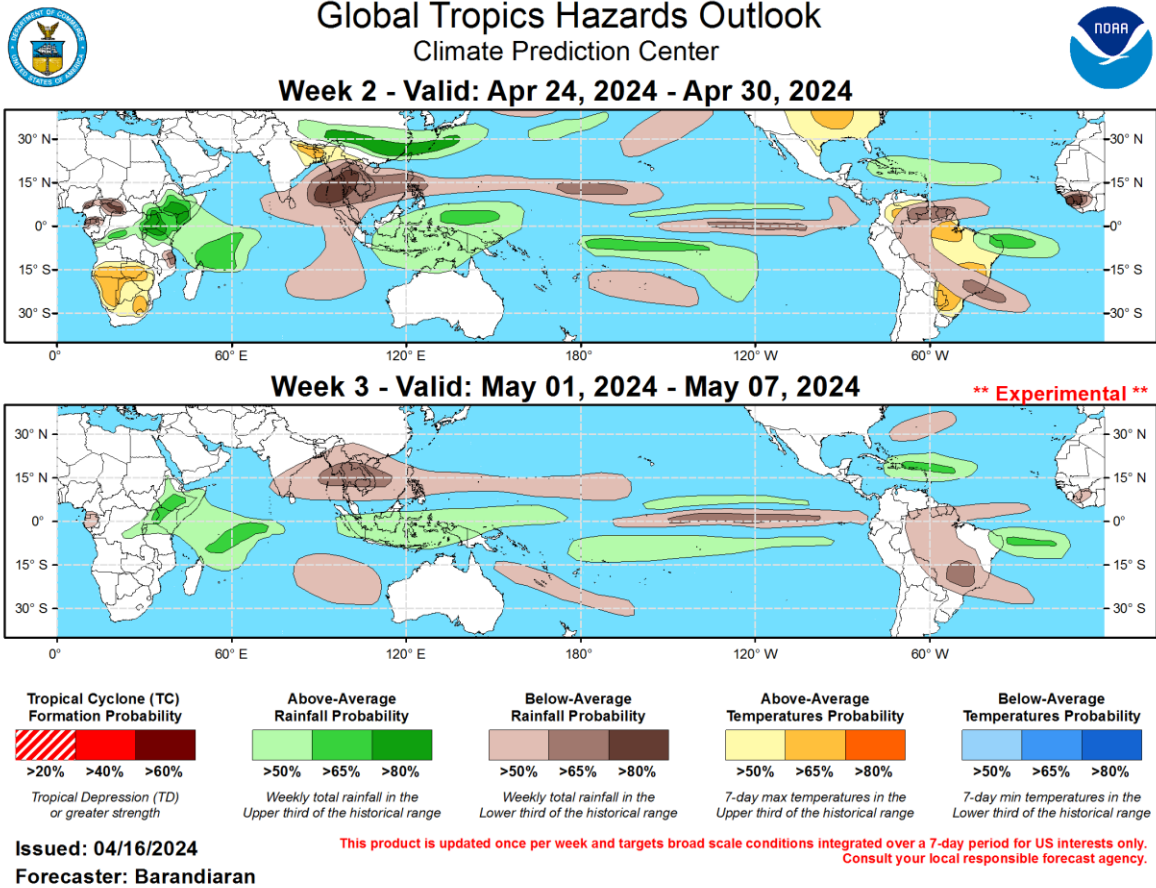 Global Tropics Hazards Outlook
Climate Prediction Center
DEPARTMENT OF COMMERCE
UNITED STATES OF AMERICA
NOAA
Week 2 - Valid: Apr 24, 2024 - Apr 30, 2024
30° N 30° N
15° N 15° N
0° 0°
15° S 15° S
30° S 30° S
0° 60° E 120° E 180° 120° W 60° W
Week 3 - Valid: May 01, 2024 - May 07, 2024
** Experimental **
30° N 30° N
15° N 15° N
0° 0°
15° S 15° S
30° S 30° S
0° 60° E 120° E 180° 120° W 60° W
Tropical Cyclone (TC)
Formation Probability
>20% >40% >60%
Tropical Depression (TD)
or greater strength
Above-Average
Rainfall Probability
>50% >65% >80%
Weekly total rainfall in the
Upper third of the historical range
Below-Average
Rainfall Probability
>50% >65% >80%
Weekly total rainfall in the
Lower third of the historical range
Above-Average
Temperatures Probability
>50% >65% >80%
7-day max temperatures in the
Upper third of the historical range
Below-Average
Temperatures Probability
>50% >65% >80%
7-day min temperatures in the
Lower third of the historical range
Issued: 04/16/2024
Forecaster: Barandiaran
This product is updated once per week and targets broad scale conditions integrated over a 7-day period for US interests only.
Consult your local responsible forecast agency.